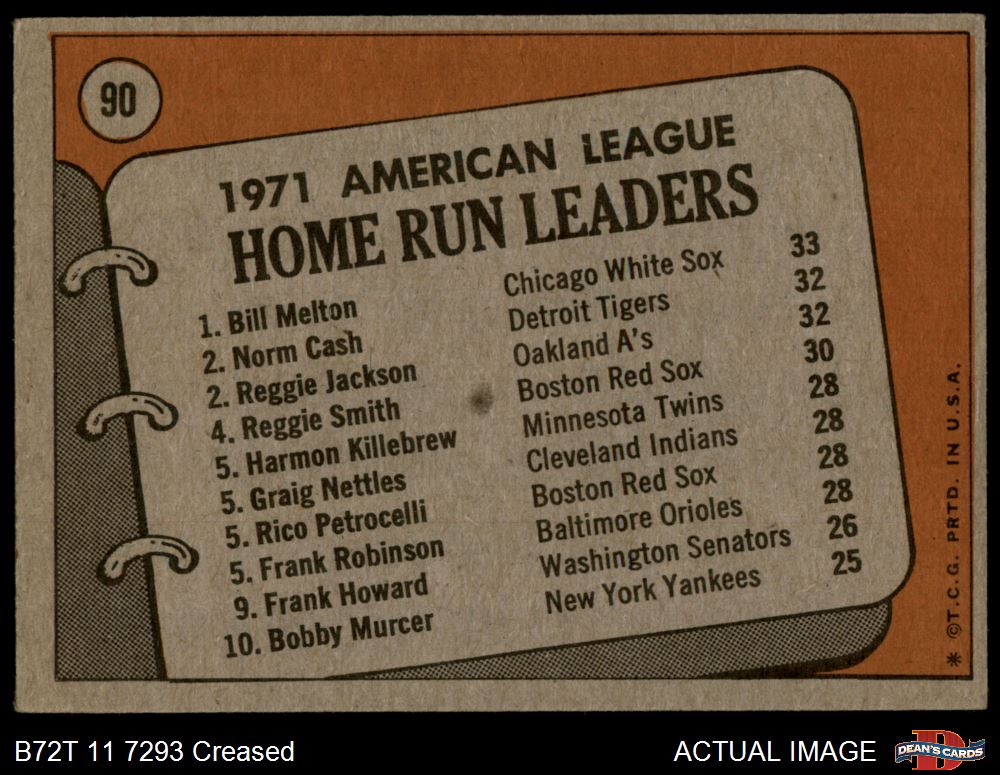 90
1971 AMERICAN LEAGUE
HOME RUN LEADERS
1. Bill Melton Chicago White Sox 33
2. Norm Cash Detroit Tigers 32
2. Reggie Jackson Oakland A's 32
4. Reggie Smith Boston Red Sox 30
5. Harmon Killebrew Minnesota Twins 28
5. Graig Nettles Cleveland Indians 28
5. Rico Petrocelli Boston Red Sox 28
5. Frank Robinson Baltimore Orioles 28
9. Frank Howard Washington Senators 26
10. Bobby Murcer New York Yankees 25
* ©T.C.G. PRTD. IN U.S.A.
B72T 11 7293 Creased
ACTUAL IMAGE
DEAN'S CARDS